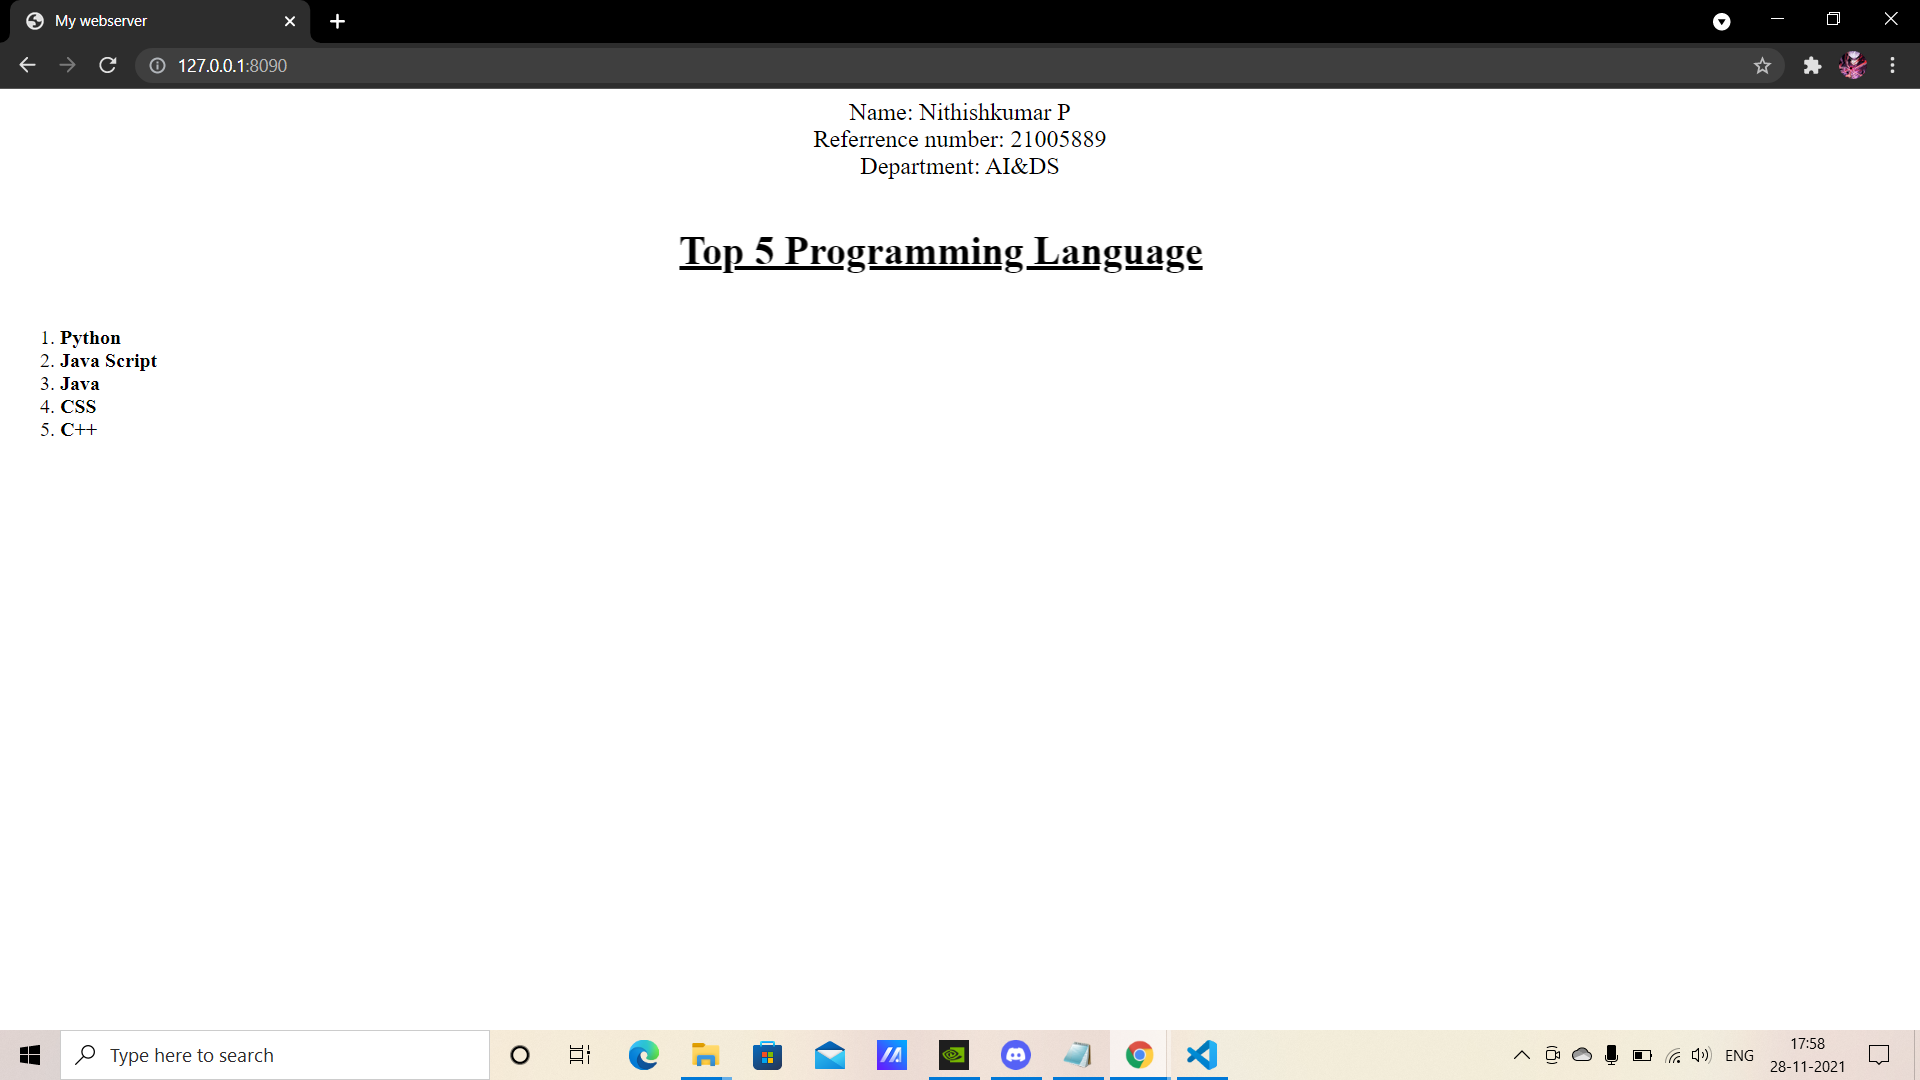 My webserver
127.0.0.1:8090
Name: Nithishkumar P
Referrence number: 21005889
Department: AI&DS
Top 5 Programming Language
1. Python
2. Java Script
3. Java
4. CSS
5. C++
Type here to search
ENG
17:58
28-11-2021